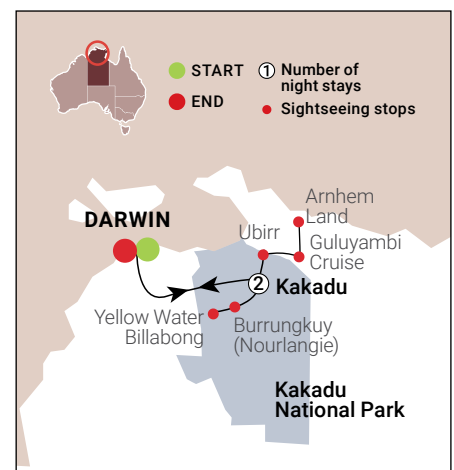 START
END
1 Number of
night stays
Sightseeing stops
DARWIN
Arnhem
Land
Ubirr
Guluyambi
Cruise
2 Kakadu
Yellow Water
Billabong
Burrungkuy
(Nourlangie)
Kakadu
National Park